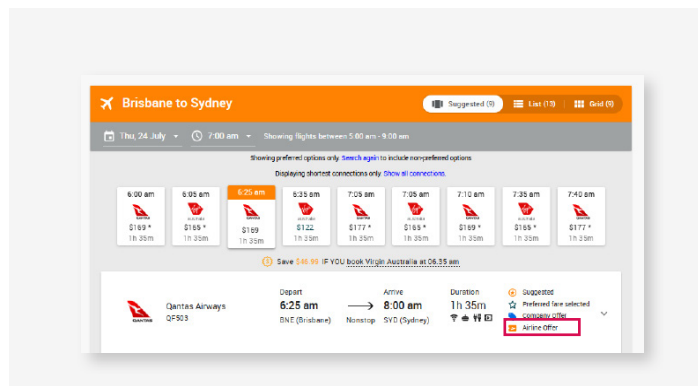 Brisbane to Sydney
Suggested (9) List (13) Grid (9)
Thu, 24 July 7:00 am Showing flights between 5:00 am - 9:00 am
Showing preferred options only. Search again to include non-preferred options
Displaying shortest connections only. Show all connections.
6:00 am 6:05 am 6:25 am 6:35 am 7:05 am 7:05 am 7:10 am 7:35 am 7:40 am
$169 * $165 * $169 $122 $177 * $165 * $169 * $165 * $177 *
1h 35m 1h 35m 1h 35m 1h 35m 1h 35m 1h 35m 1h 35m 1h 35m 1h 35m
Save $46.99 IF YOU book Virgin Australia at 06.35 am
Depart Arrive Duration Suggested
Qantas Airways 6:25 am 8:00 am 1h 35m Preferred fare selected
QF503 BNE (Brisbane) Nonstop SYD (Sydney) Company Offer
QANTAS Airline Offer